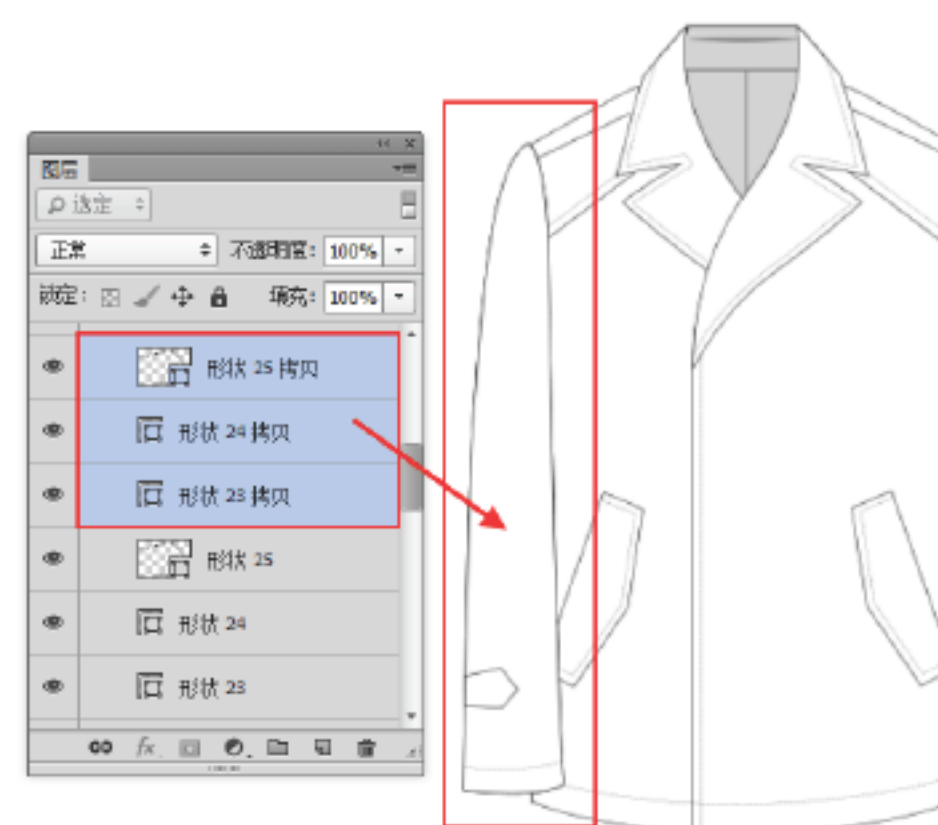 图层
选定
正常 不透明度: 100%
锁定: 填充: 100%
形状 25 拷贝
形状 24 拷贝
形状 23 拷贝
形状 25
形状 24
形状 23
fx.